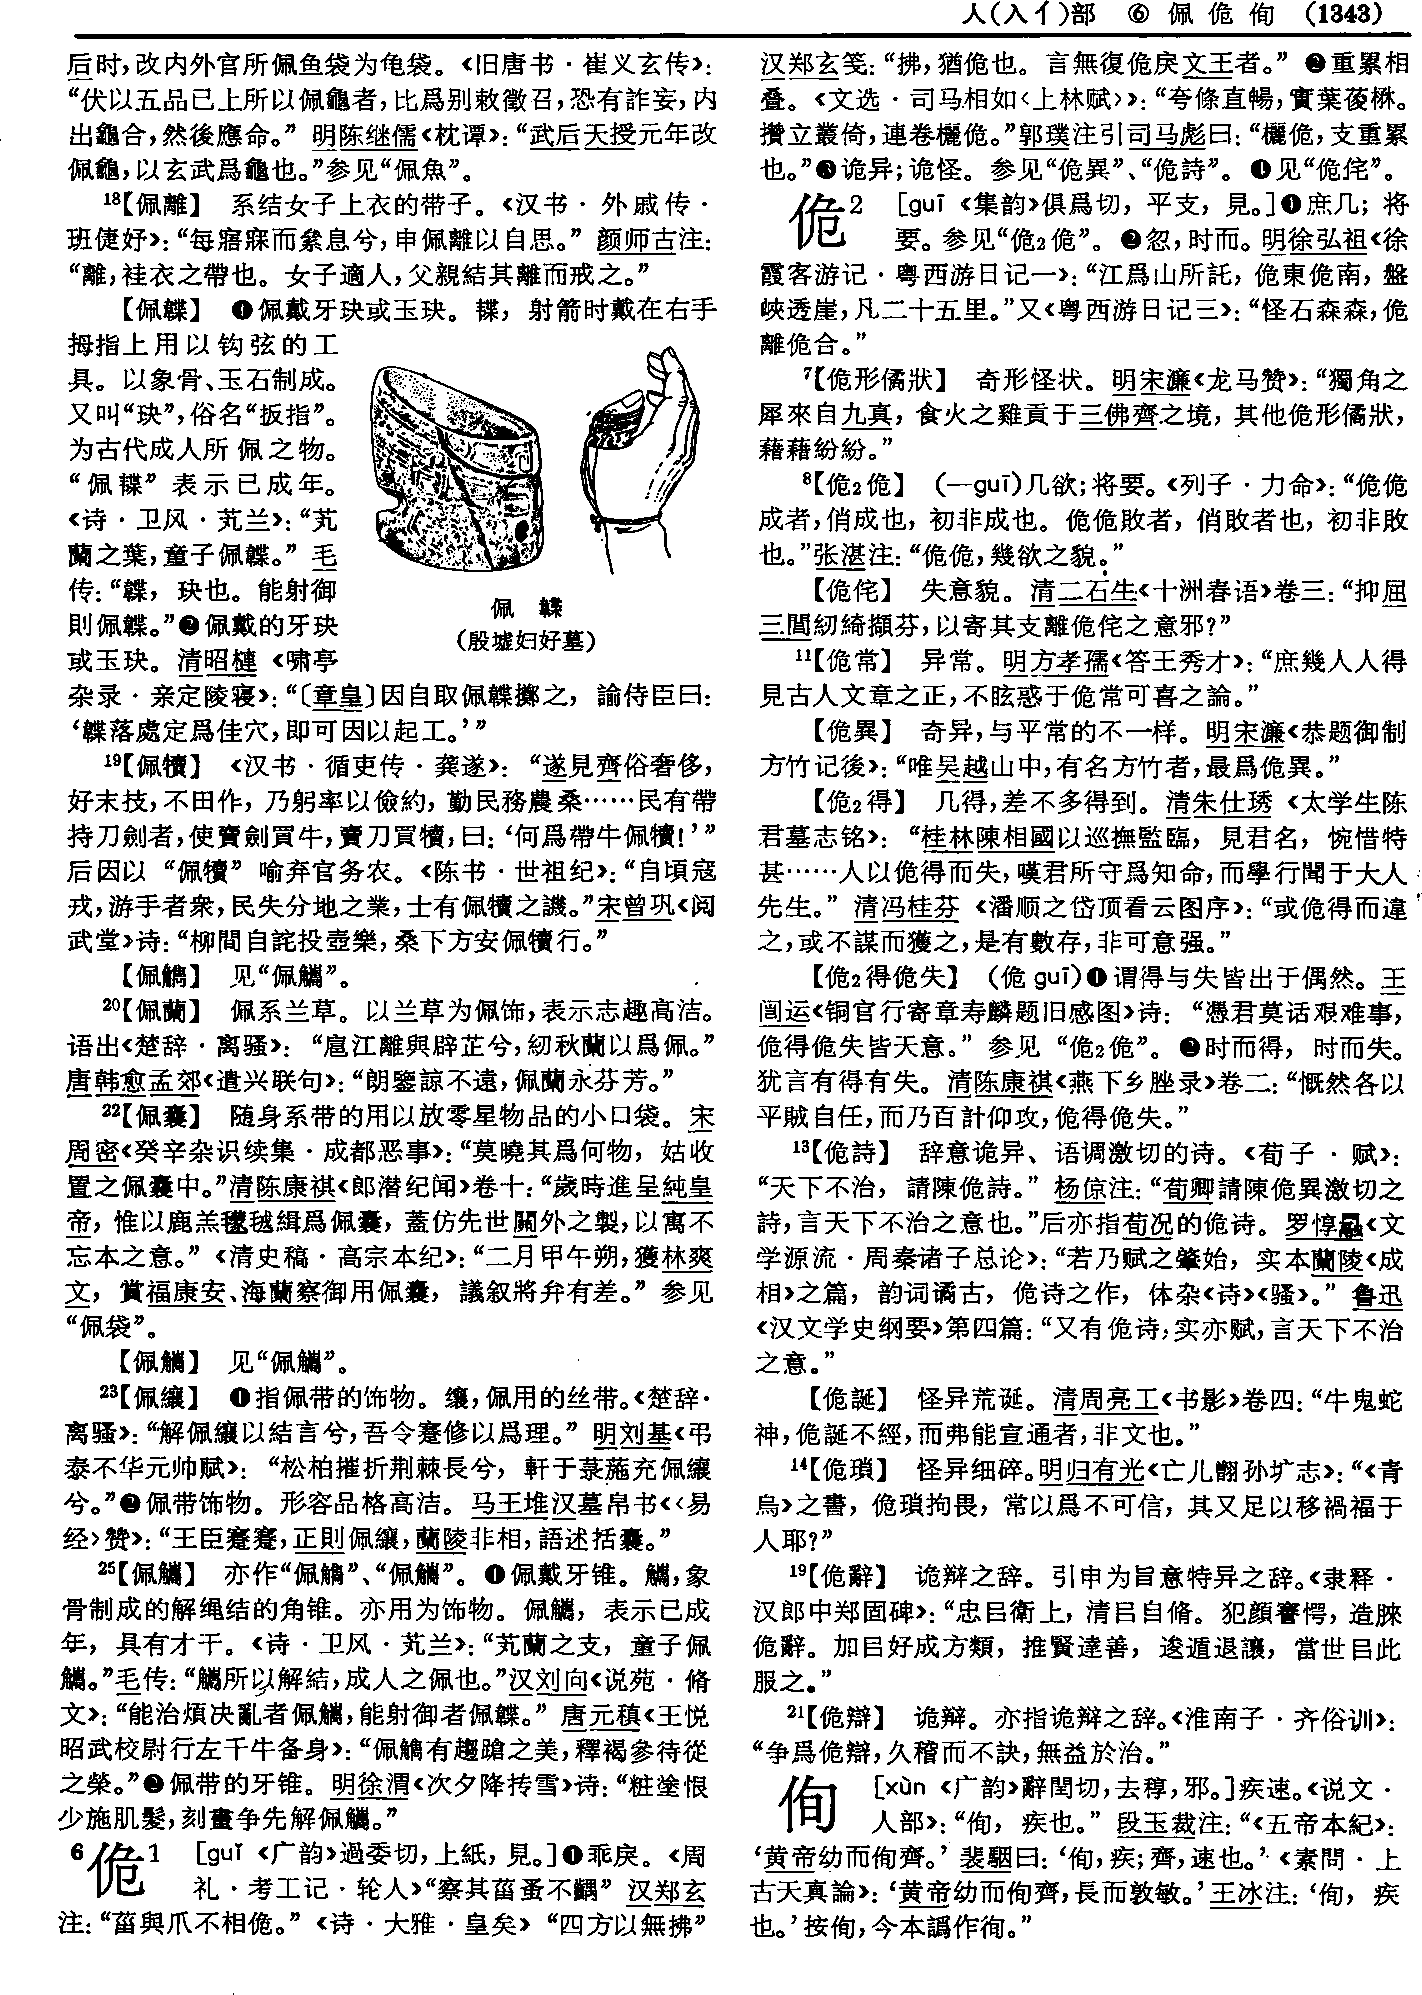 人(入亻)部 ⑥ 佩 佹 侚 (1343)
后时,改内外官所佩鱼袋为龟袋。《旧唐书·崔义玄传》:
“伏以五品已上所以佩龜者,比爲别敕徵召,恐有詐妄,内
出龜合,然後應命。” 明陈继儒《枕谭》:“武后天授元年改
佩龜,以玄武爲龜也。”参见“佩魚”。
18【佩離】 系结女子上衣的带子。《汉书·外戚传·
班倢伃》:“每寤寐而絫息兮,申佩離以自思。” 颜师古注:
“離,袿衣之帶也。女子適人,父親結其離而戒之。”
【佩韘】 ❶佩戴牙玦或玉玦。韘,射箭时戴在右手
拇指上用以钩弦的工
具。以象骨、玉石制成。
又叫“玦”,俗名“扳指”。
为古代成人所佩之物。
“佩韘”表示已成年。
《诗·卫风·芄兰》:“芄
蘭之葉,童子佩韘。” 毛
传:“韘,玦也。能射御
則佩韘。”❷佩戴的牙玦
或玉玦。清昭槤《啸亭
杂录·亲定陵寝》:“〔章皇〕因自取佩韘擲之,諭侍臣曰:
‘韘落處定爲佳穴,即可因以起工。’”
佩 韘
(殷墟妇好墓)
19【佩犢】 《汉书·循吏传·龚遂》:“遂見齊俗奢侈,
好末技,不田作,乃躬率以儉約,勤民務農桑……民有帶
持刀劍者,使賣劍買牛,賣刀買犢,曰:‘何爲帶牛佩犢!’”
后因以“佩犢”喻弃官务农。《陈书·世祖纪》:“自頃寇
戎,游手者衆,民失分地之業,士有佩犢之譏。”宋曾巩《阅
武堂》诗:“柳間自詫投壺樂,桑下方安佩犢行。”
【佩觿】 见“佩觿”。
20【佩蘭】 佩系兰草。以兰草为佩饰,表示志趣高洁。
语出《楚辞·离骚》:“扈江離與辟芷兮,紉秋蘭以爲佩。”
唐韩愈孟郊《遣兴联句》:“朗鑒諒不遠,佩蘭永芬芳。”
22【佩囊】 随身系带的用以放零星物品的小口袋。宋
周密《癸辛杂识续集·成都恶事》:“莫曉其爲何物,姑收
置之佩囊中。”清陈康祺《郎潜纪闻》卷十:“歲時進呈純皇
帝,惟以鹿羔氊毧緝爲佩囊,蓋仿先世關外之製,以寓不
忘本之意。” 《清史稿·高宗本纪》:“二月甲午朔,獲林爽
文,賞福康安、海蘭察御用佩囊,議叙將弁有差。” 参见
“佩袋”。
【佩觿】 见“佩觿”。
23【佩纕】 ❶指佩带的饰物。纕,佩用的丝带。《楚辞·
离骚》:“解佩纕以結言兮,吾令蹇修以爲理。” 明刘基《弔
泰不华元帅赋》:“松柏摧折荆棘長兮,軒于菉葹充佩纕
兮。”❷佩带饰物。形容品格高洁。马王堆汉墓帛书《〈易
经〉赞》:“王臣蹇蹇,正則佩纕,蘭陵非相,語述括囊。”
25【佩觿】 亦作“佩觿”、“佩觿”。❶佩戴牙锥。觿,象
骨制成的解绳结的角锥。亦用为饰物。佩觿,表示已成
年,具有才干。《诗·卫风·芄兰》:“芄蘭之支,童子佩
觿。”毛传:“觿所以解結,成人之佩也。”汉刘向《说苑·脩
文》:“能治煩决亂者佩觿,能射御者佩韘。” 唐元稹《王悦
昭武校尉行左千牛备身》:“佩觿有趨蹌之美,釋褐參待從
之榮。”❷佩带的牙锥。明徐渭《次夕降抟雪》诗:“粧塗恨
少施肌髮,刻畫争先解佩觿。”
6 佹1 [guǐ 《广韵》過委切,上紙,見。]❶乖戾。《周
礼·考工记·轮人》“察其菑蚤不齵” 汉郑玄
注:“菑與爪不相佹。” 《诗·大雅·皇矣》“四方以無拂”
汉郑玄笺:“拂,猶佹也。言無復佹戾文王者。” ❷重累相
叠。《文选·司马相如〈上林赋〉》:“夸條直暢,實葉葰楙。
攢立叢倚,連卷欐佹。”郭璞注引司马彪曰:“欐佹,支重累
也。”❸诡异;诡怪。参见“佹異”、“佹詩”。❹见“佹侘”。
佹2 [guī 《集韵》俱爲切,平支,見。]❶庶几;将
要。参见“佹2佹”。 ❷忽,时而。明徐弘祖《徐
霞客游记·粤西游日记一》:“江爲山所託,佹東佹南,盤
峽透崖,凡二十五里。”又《粤西游日记三》:“怪石森森,佹
離佹合。”
7【佹形僪狀】 奇形怪状。明宋濂《龙马赞》:“獨角之
犀來自九真,食火之雞貢于三佛齊之境,其他佹形僪狀,
藉藉紛紛。”
8【佹2佹】 (—guī)几欲;将要。《列子·力命》:“佹佹
成者,俏成也,初非成也。佹佹敗者,俏敗者也,初非敗
也。”张湛注:“佹佹,幾欲之貌。”
【佹侘】 失意貌。清二石生《十洲春语》卷三:“抑屈
三閭紉綺擷芬,以寄其支離佹侘之意邪?”
11【佹常】 异常。明方孝孺《答王秀才》:“庶幾人人得
見古人文章之正,不眩惑于佹常可喜之論。”
【佹異】 奇异,与平常的不一样。明宋濂《恭题御制
方竹记後》:“唯吴越山中,有名方竹者,最爲佹異。”
【佹2得】 几得,差不多得到。清朱仕琇《太学生陈
君墓志铭》:“桂林陳相國以巡撫監臨,見君名,惋惜特
甚……人以佹得而失,嘆君所守爲知命,而學行聞于大人
先生。” 清冯桂芬《潘顺之岱顶看云图序》:“或佹得而違
之,或不謀而獲之,是有數存,非可意强。”
【佹2得佹失】 (佹 guī)❶谓得与失皆出于偶然。王
闿运《铜官行寄章寿麟题旧感图》诗:“憑君莫话艰难事,
佹得佹失皆天意。” 参见“佹2佹”。❷时而得,时而失。
犹言有得有失。清陈康祺《燕下乡脞录》卷二:“慨然各以
平賊自任,而乃百計仰攻,佹得佹失。”
13【佹詩】 辞意诡异、语调激切的诗。《荀子·赋》:
“天下不治,請陳佹詩。” 杨倞注:“荀卿請陳佹異激切之
詩,言天下不治之意也。”后亦指荀况的佹诗。罗惇曧《文
学源流·周秦诸子总论》:“若乃赋之肇始,实本蘭陵《成
相》之篇,韵词谲古,佹诗之作,体杂《诗》《骚》。” 鲁迅
《汉文学史纲要》第四篇:“又有佹诗,实亦赋,言天下不治
之意。”
【佹誕】 怪异荒诞。清周亮工《书影》卷四:“牛鬼蛇
神,佹誕不經,而弗能宣通者,非文也。”
14【佹瑣】 怪异细碎。明归有光《亡儿䎖孙圹志》:“《青
烏》之書,佹瑣拘畏,常以爲不可信,其又足以移禍福于
人耶?”
19【佹辭】 诡辩之辞。引申为旨意特异之辞。《隶释·
汉郎中郑固碑》:“忠㠯衛上,清㠯自脩。犯顔謇愕,造膝
佹辭。加㠯好成方類,推賢達善,逡遁退讓,當世㠯此
服之。”
21【佹辯】 诡辩。亦指诡辩之辞。《淮南子·齐俗训》:
“争爲佹辯,久稽而不訣,無益於治。”
侚 [xùn 《广韵》辭閏切,去稕,邪。]疾速。《说文·
人部》:“侚,疾也。” 段玉裁注:“《五帝本紀》:
‘黄帝幼而侚齊。’ 裴駰曰:‘侚,疾;齊,速也。’《素問·上
古天真論》:‘黄帝幼而侚齊,長而敦敏。’王冰注:‘侚,疾
也。’按侚,今本譌作徇。”